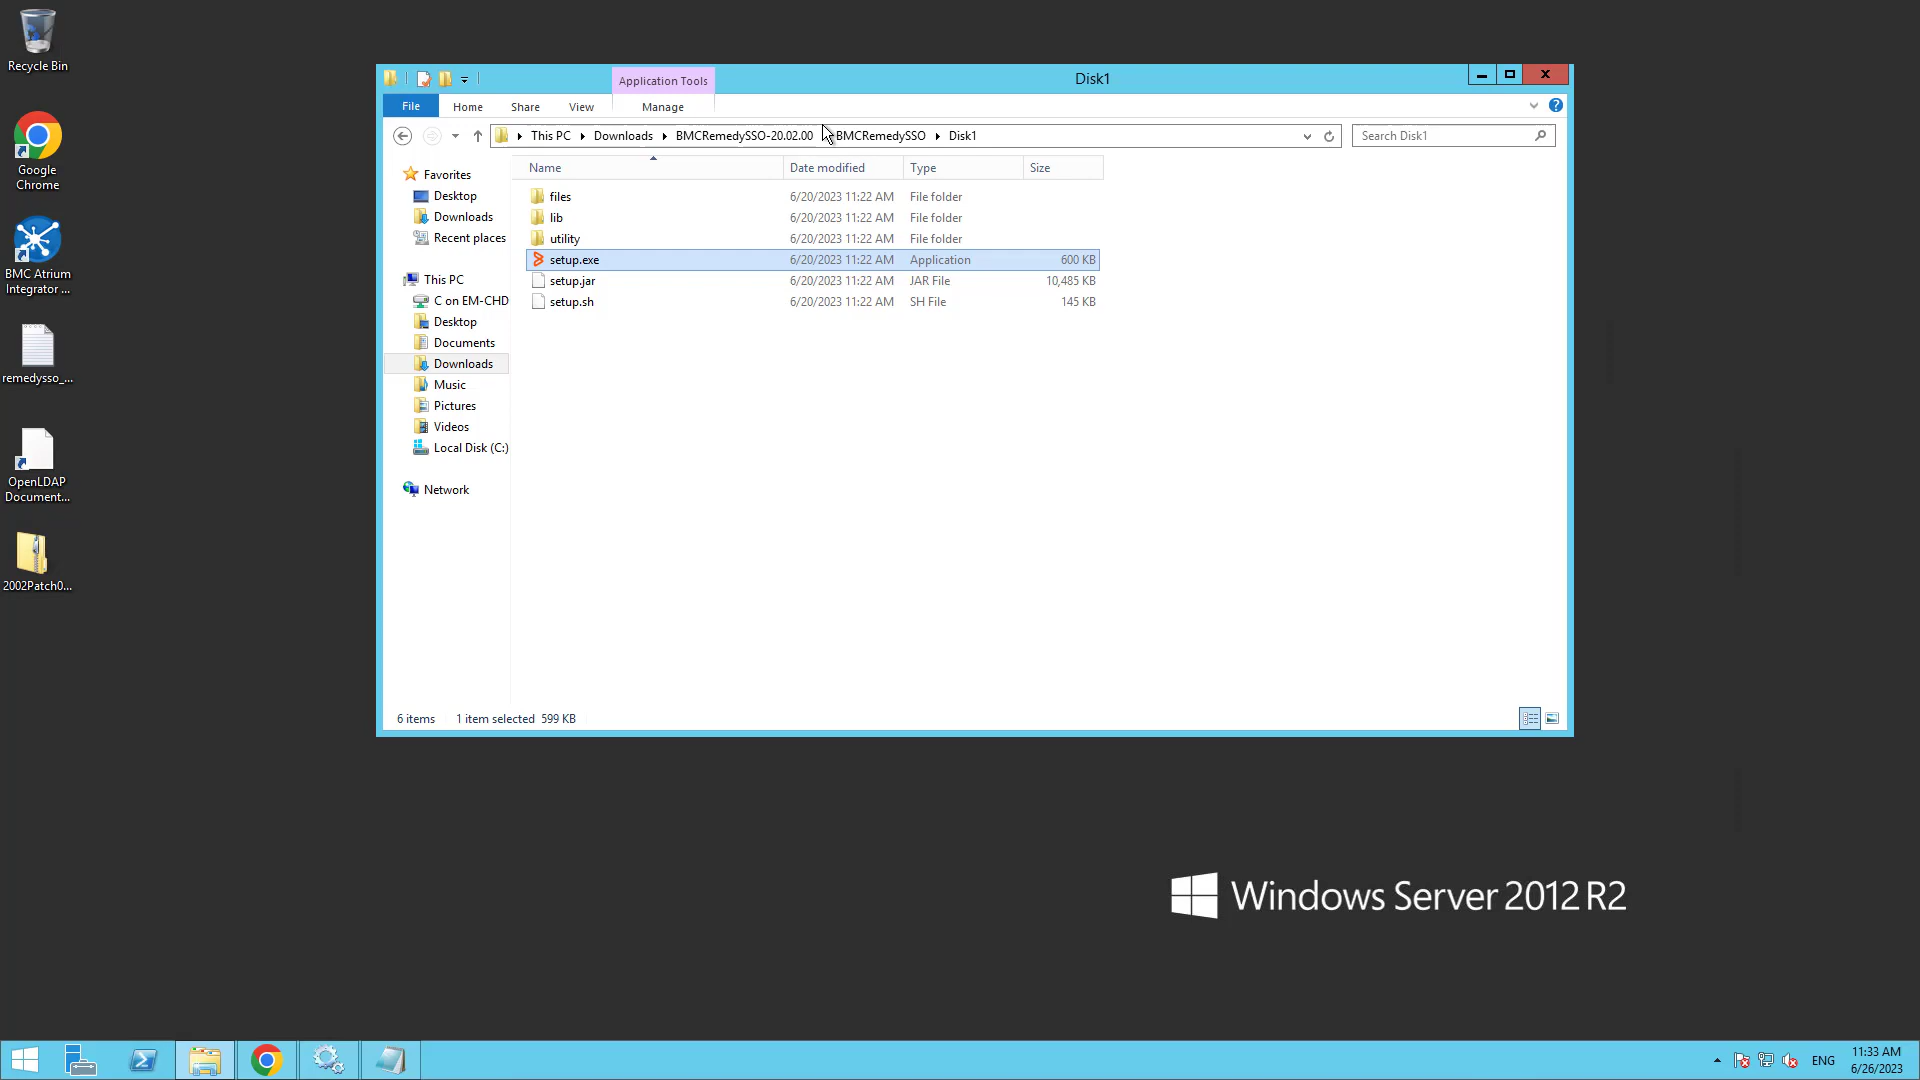 Recycle Bin
Google
Chrome
BMC Atrium
Integrator ...
remedysso_...
OpenLDAP
Document...
2002Patch0...
Application Tools
Disk1
File
Home
Share
View
Manage
This PC
Downloads
BMCRemedySSO-20.02.00
BMCRemedySSO
Disk1
Search Disk1
Favorites
Desktop
Downloads
Recent places
This PC
C on EM-CHD
Desktop
Documents
Downloads
Music
Pictures
Videos
Local Disk (C:)
Network
Name Date modified Type Size
files 6/20/2023 11:22 AM File folder
lib 6/20/2023 11:22 AM File folder
utility 6/20/2023 11:22 AM File folder
setup.exe 6/20/2023 11:22 AM Application 600 KB
setup.jar 6/20/2023 11:22 AM JAR File 10,485 KB
setup.sh 6/20/2023 11:22 AM SH File 145 KB
6 items 1 item selected 599 KB
Windows Server 2012 R2
ENG
11:33 AM
6/26/2023